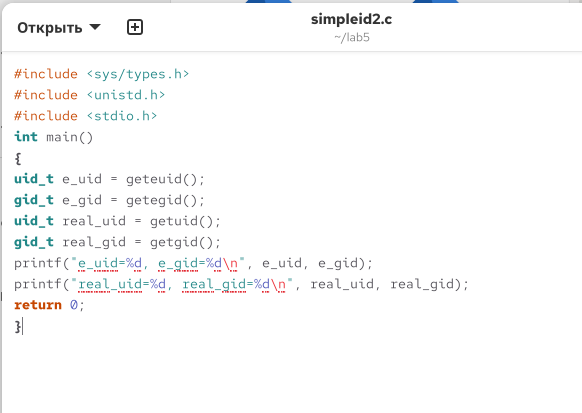 Открыть
simpleid2.c
~/lab5
#include <sys/types.h>
#include <unistd.h>
#include <stdio.h>
int main()
{
uid_t e_uid = geteuid();
gid_t e_gid = getegid();
uid_t real_uid = getuid();
gid_t real_gid = getgid();
printf("e_uid=%d, e_gid=%d\n", e_uid, e_gid);
printf("real_uid=%d, real_gid=%d\n", real_uid, real_gid);
return 0;
}